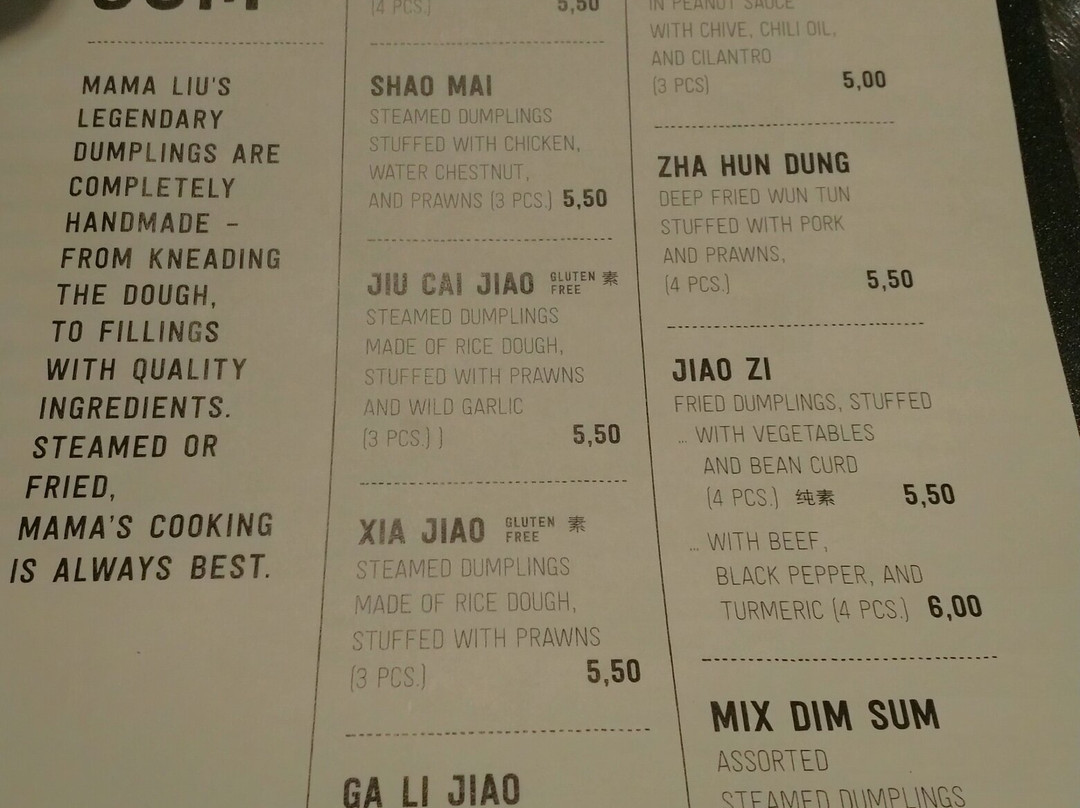 MAMA LIU'S
LEGENDARY
DUMPLINGS ARE
COMPLETELY
HANDMADE –
FROM KNEADING
THE DOUGH,
TO FILLINGS
WITH QUALITY
INGREDIENTS.
STEAMED OR
FRIED,
MAMA'S COOKING
IS ALWAYS BEST.
(4 PCS.) 5,50
SHAO MAI
STEAMED DUMPLINGS
STUFFED WITH CHICKEN,
WATER CHESTNUT,
AND PRAWNS (3 PCS.) 5,50
JIU CAI JIAO GLUTEN FREE 素
STEAMED DUMPLINGS
MADE OF RICE DOUGH,
STUFFED WITH PRAWNS
AND WILD GARLIC
(3 PCS.) ) 5,50
XIA JIAO GLUTEN FREE 素
STEAMED DUMPLINGS
MADE OF RICE DOUGH,
STUFFED WITH PRAWNS
(3 PCS.) 5,50
GA LI JIAO
IN PEANUT SAUCE
WITH CHIVE, CHILI OIL,
AND CILANTRO
(3 PCS) 5,00
ZHA HUN DUNG
DEEP FRIED WUN TUN
STUFFED WITH PORK
AND PRAWNS,
(4 PCS.) 5,50
JIAO ZI
FRIED DUMPLINGS, STUFFED
... WITH VEGETABLES
AND BEAN CURD
(4 PCS.) 纯素 5,50
... WITH BEEF,
BLACK PEPPER, AND
TURMERIC (4 PCS.) 6,00
MIX DIM SUM
ASSORTED
STEAMED DUMPLINGS